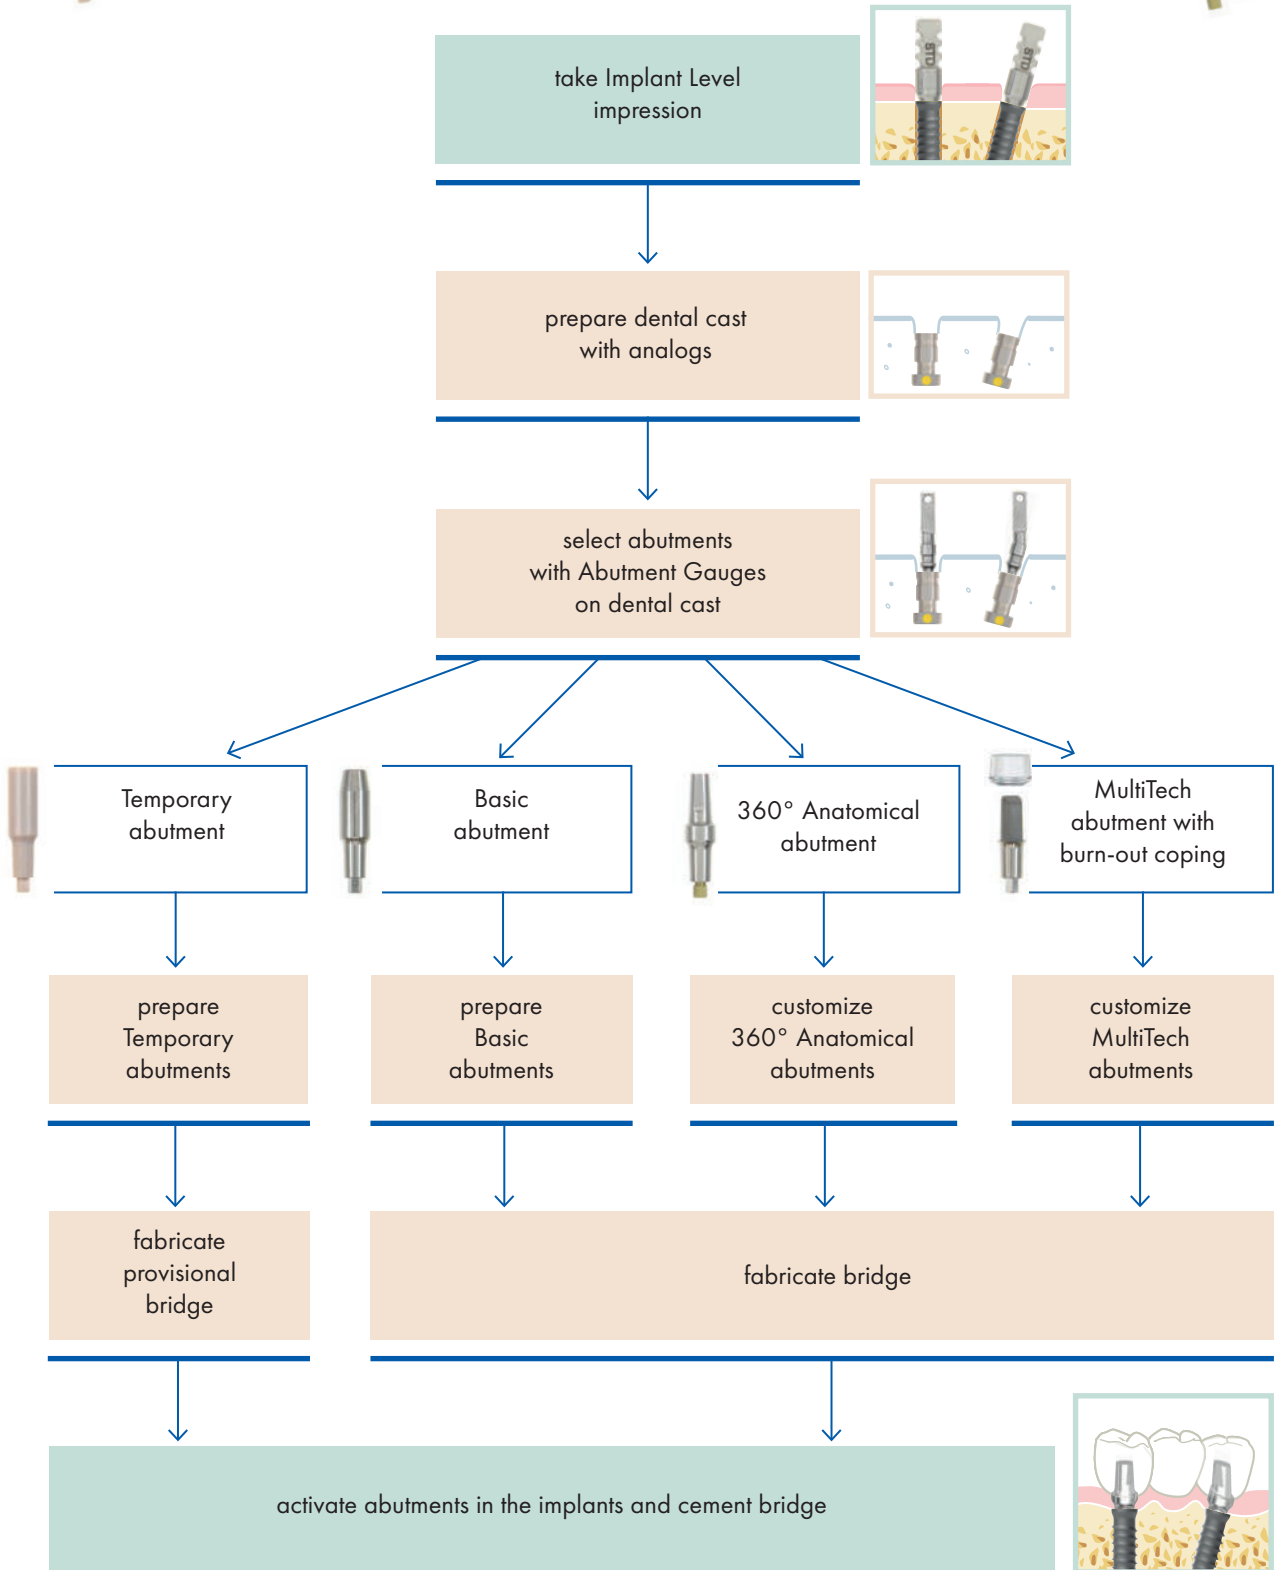 take Implant Level
impression
STD
STD
prepare dental cast
with analogs
select abutments
with Abutment Gauges
on dental cast
Temporary
abutment
Basic
abutment
360° Anatomical
abutment
MultiTech
abutment with
burn-out coping
prepare
Temporary
abutments
prepare
Basic
abutments
customize
360° Anatomical
abutments
customize
MultiTech
abutments
fabricate
provisional
bridge
fabricate bridge
activate abutments in the implants and cement bridge